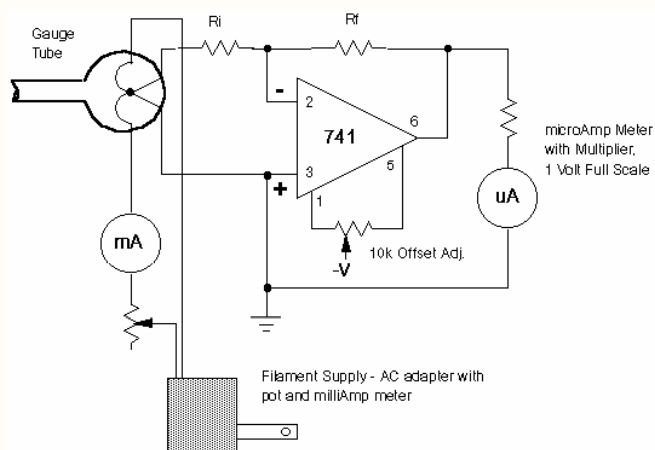 Gauge
Tube
Ri
Rf
-
2
741
6
3
+
1
5
10k Offset Adj.
-V
mA
uA
microAmp Meter
with Multiplier,
1 Volt Full Scale
Filament Supply - AC adapter with
pot and milliAmp meter